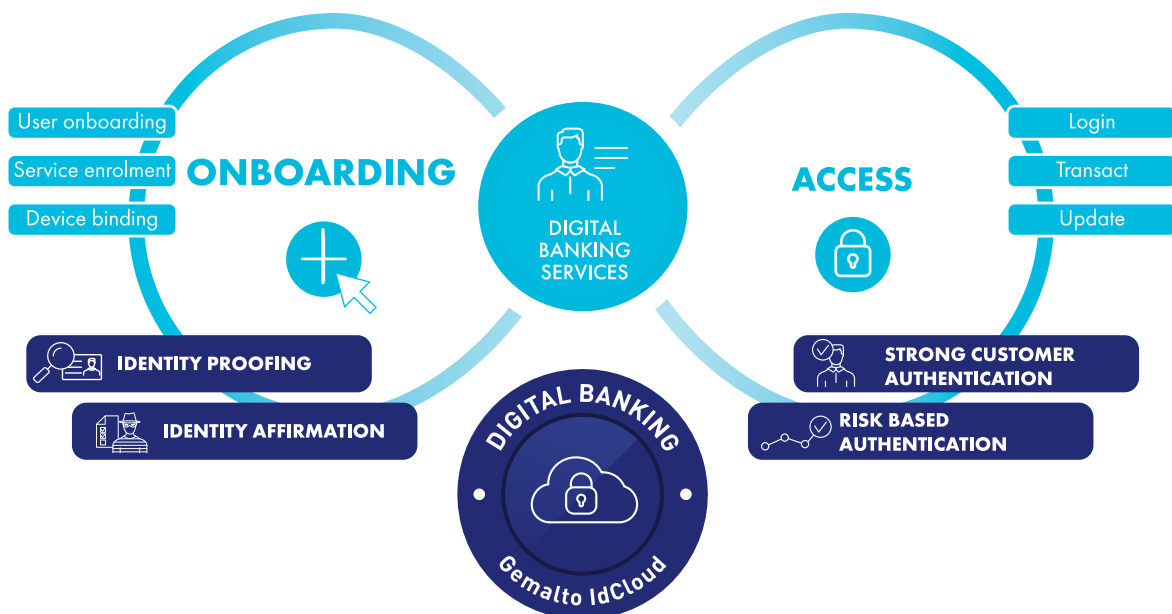 User onboarding
Service enrolment
Device binding
ONBOARDING
DIGITAL
BANKING
SERVICES
ACCESS
Login
Transact
Update
IDENTITY PROOFING
IDENTITY AFFIRMATION
STRONG CUSTOMER
AUTHENTICATION
RISK BASED
AUTHENTICATION
DIGITAL BANKING
Gemalto IdCloud